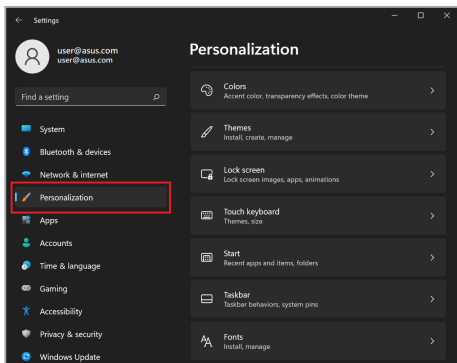 Settings
user@asus.com
user@asus.com
Find a setting
System
Bluetooth & devices
Network & internet
Personalization
Apps
Accounts
Time & language
Gaming
Accessibility
Privacy & security
Windows Update
Personalization
Colors
Accent color, transparency effects, color theme
Themes
Install, create, manage
Lock screen
Lock screen images, apps, animations
Touch keyboard
Themes, size
Start
Recent apps and items, folders
Taskbar
Taskbar behaviors, system pins
Fonts
Install, manage